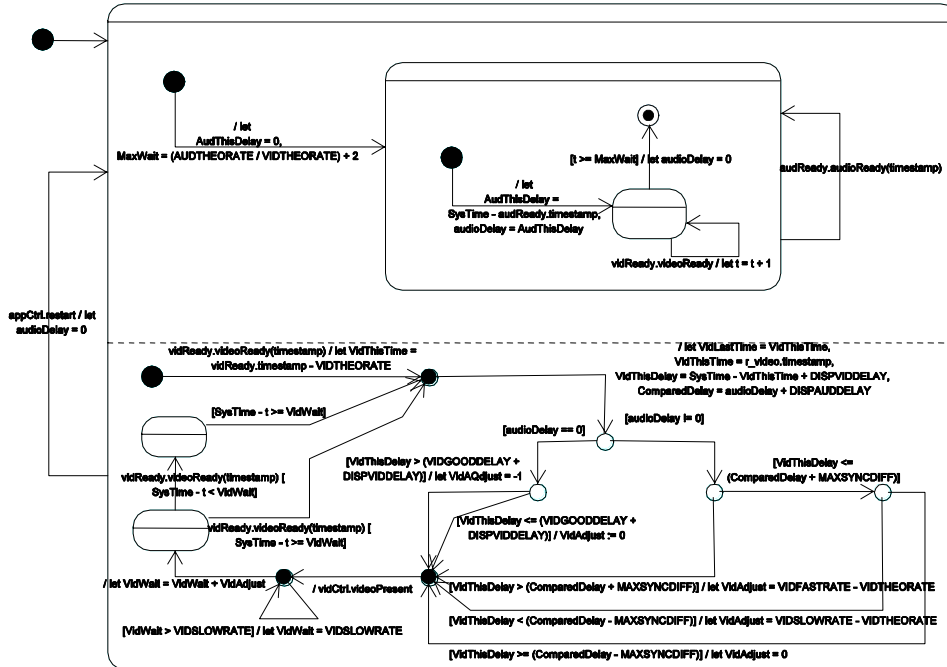 / let
AudThisDelay = 0,
MaxWait = (AUDTHEORATE / VIDTHEORATE) + 2
[t >= MaxWait] / let audioDelay = 0
/ let
AudThisDelay =
SysTime - audReady.timestamp,
audioDelay = AudThisDelay
audReady.audioReady(timestamp)
vidReady.videoReady / let t = t + 1
appCtrl.restart / let
audioDelay = 0
vidReady.videoReady(timestamp) / let VidThisTime =
vidReady.timestamp - VIDTHEORATE
/ let VidLastTime = VidThisTime,
VidThisTime = r_video.timestamp,
VidThisDelay = SysTime - VidThisTime + DISPVIDDELAY,
ComparedDelay = audioDelay + DISPAUDDELAY
[SysTime - t >= VidWait]
[audioDelay == 0]
[audioDelay != 0]
[VidThisDelay > (VIDGOODDELAY +
DISPVIDDELAY)] / let VidAQdjust = -1
[VidThisDelay <=
(ComparedDelay + MAXSYNCDIFF)]
vidReady.videoReady(timestamp) [
SysTime - t < VidWait]
vidReady.videoReady(timestamp) [
SysTime - t >= VidWait]
[VidThisDelay <= (VIDGOODDELAY +
DISPVIDDELAY)] / VidAdjust := 0
/ let VidWait = VidWait + VidAdjust
/ vidCtrl.videoPresent
[VidThisDelay > (ComparedDelay + MAXSYNCDIFF)] / let VidAdjust = VIDFASTRATE - VIDTHEORATE
[VidThisDelay < (ComparedDelay - MAXSYNCDIFF)] / let VidAdjust = VIDSLOWRATE - VIDTHEORATE
[VidWait > VIDSLOWRATE] / let VidWait = VIDSLOWRATE
[VidThisDelay >= (ComparedDelay - MAXSYNCDIFF)] / let VidAdjust = 0